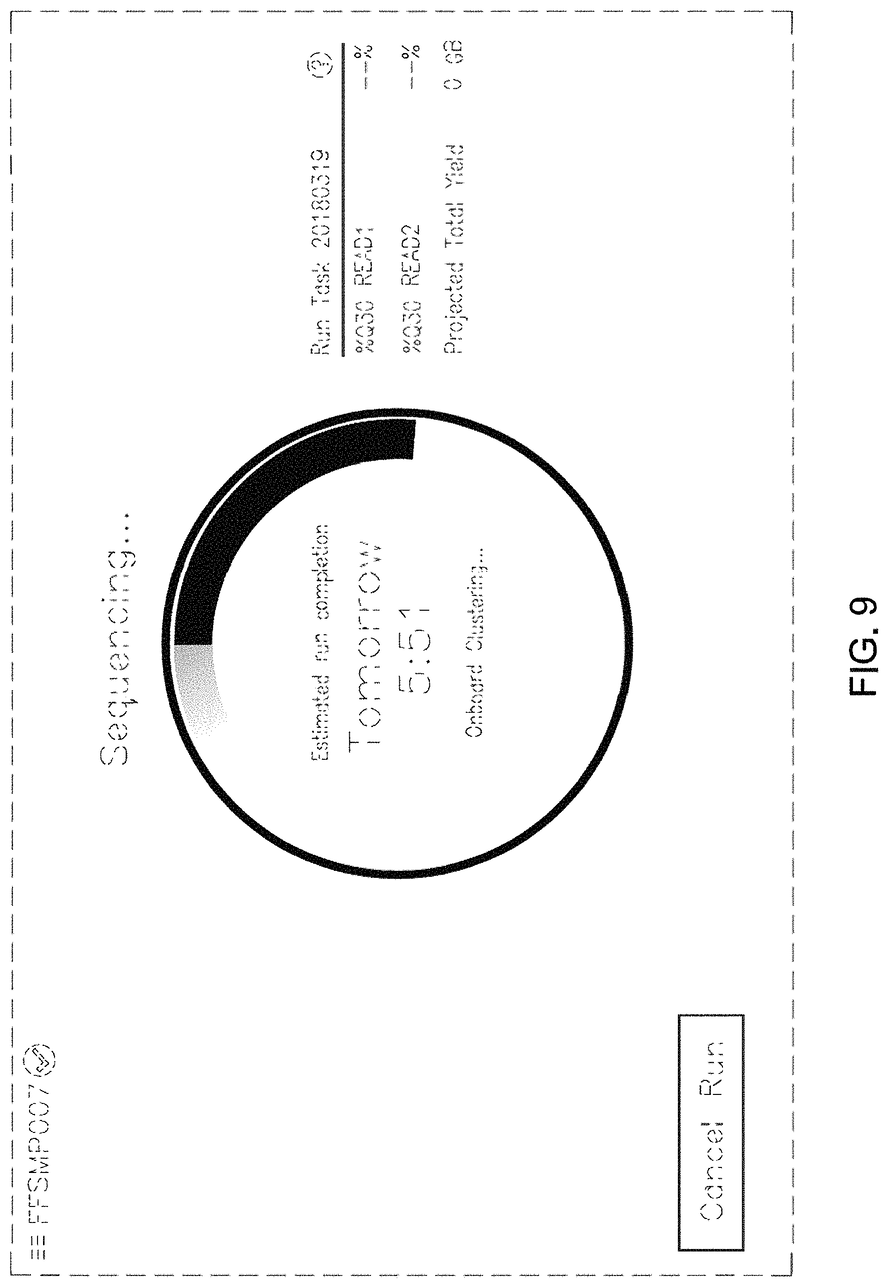 FFSMP007
Sequencing...
Estimated run completion
Tomorrow
5:51
Onboard Clustering...
Run Task 20180319 (?)
%Q30 READ1 --%
%Q30 READ2 --%
Projected Total Yield 0 GB
Cancel Run
FIG. 9